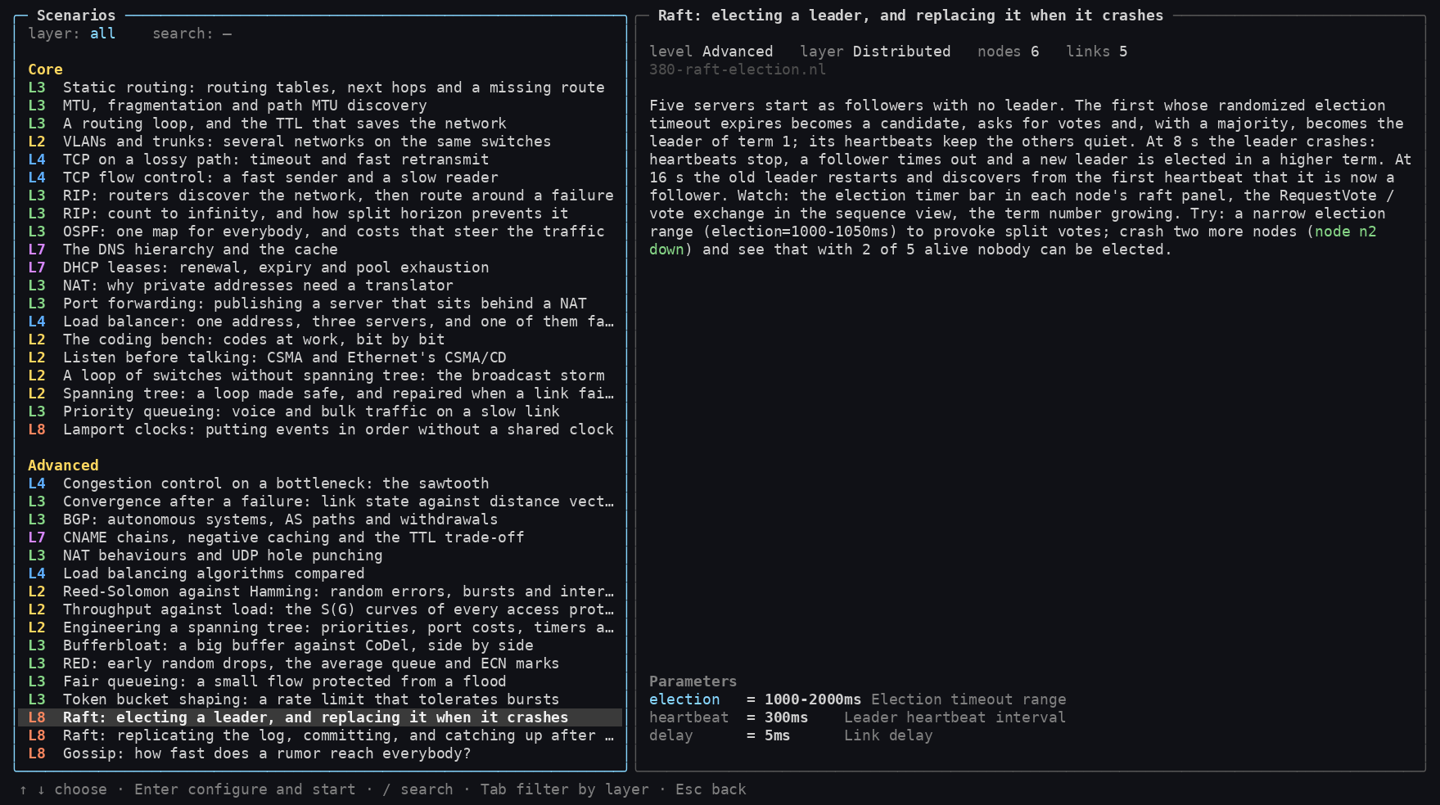 Scenarios
layer: all    search: —
Core
L3  Static routing: routing tables, next hops and a missing route
L3  MTU, fragmentation and path MTU discovery
L3  A routing loop, and the TTL that saves the network
L2  VLANs and trunks: several networks on the same switches
L4  TCP on a lossy path: timeout and fast retransmit
L4  TCP flow control: a fast sender and a slow reader
L3  RIP: routers discover the network, then route around a failure
L3  RIP: count to infinity, and how split horizon prevents it
L3  OSPF: one map for everybody, and costs that steer the traffic
L7  The DNS hierarchy and the cache
L7  DHCP leases: renewal, expiry and pool exhaustion
L3  NAT: why private addresses need a translator
L3  Port forwarding: publishing a server that sits behind a NAT
L4  Load balancer: one address, three servers, and one of them fa…
L2  The coding bench: codes at work, bit by bit
L2  Listen before talking: CSMA and Ethernet's CSMA/CD
L2  A loop of switches without spanning tree: the broadcast storm
L2  Spanning tree: a loop made safe, and repaired when a link fai…
L3  Priority queueing: voice and bulk traffic on a slow link
L8  Lamport clocks: putting events in order without a shared clock
Advanced
L4  Congestion control on a bottleneck: the sawtooth
L3  Convergence after a failure: link state against distance vect…
L3  BGP: autonomous systems, AS paths and withdrawals
L7  CNAME chains, negative caching and the TTL trade-off
L3  NAT behaviours and UDP hole punching
L4  Load balancing algorithms compared
L2  Reed-Solomon against Hamming: random errors, bursts and inter…
L2  Throughput against load: the S(G) curves of every access prot…
L2  Engineering a spanning tree: priorities, port costs, timers a…
L3  Bufferbloat: a big buffer against CoDel, side by side
L3  RED: early random drops, the average queue and ECN marks
L3  Fair queueing: a small flow protected from a flood
L3  Token bucket shaping: a rate limit that tolerates bursts
L8  Raft: electing a leader, and replacing it when it crashes
L8  Raft: replicating the log, committing, and catching up after …
L8  Gossip: how fast does a rumor reach everybody?
Raft: electing a leader, and replacing it when it crashes
level Advanced   layer Distributed   nodes 6   links 5
380-raft-election.nl
Five servers start as followers with no leader. The first whose randomized election
timeout expires becomes a candidate, asks for votes and, with a majority, becomes the
leader of term 1; its heartbeats keep the others quiet. At 8 s the leader crashes:
heartbeats stop, a follower times out and a new leader is elected in a higher term. At
16 s the old leader restarts and discovers from the first heartbeat that it is now a
follower. Watch: the election timer bar in each node's raft panel, the RequestVote /
vote exchange in the sequence view, the term number growing. Try: a narrow election
range (election=1000-1050ms) to provoke split votes; crash two more nodes (node n2
down) and see that with 2 of 5 alive nobody can be elected.
Parameters
election   = 1000-2000ms Election timeout range
heartbeat  = 300ms    Leader heartbeat interval
delay      = 5ms      Link delay
↑ ↓ choose · Enter configure and start · / search · Tab filter by layer · Esc back